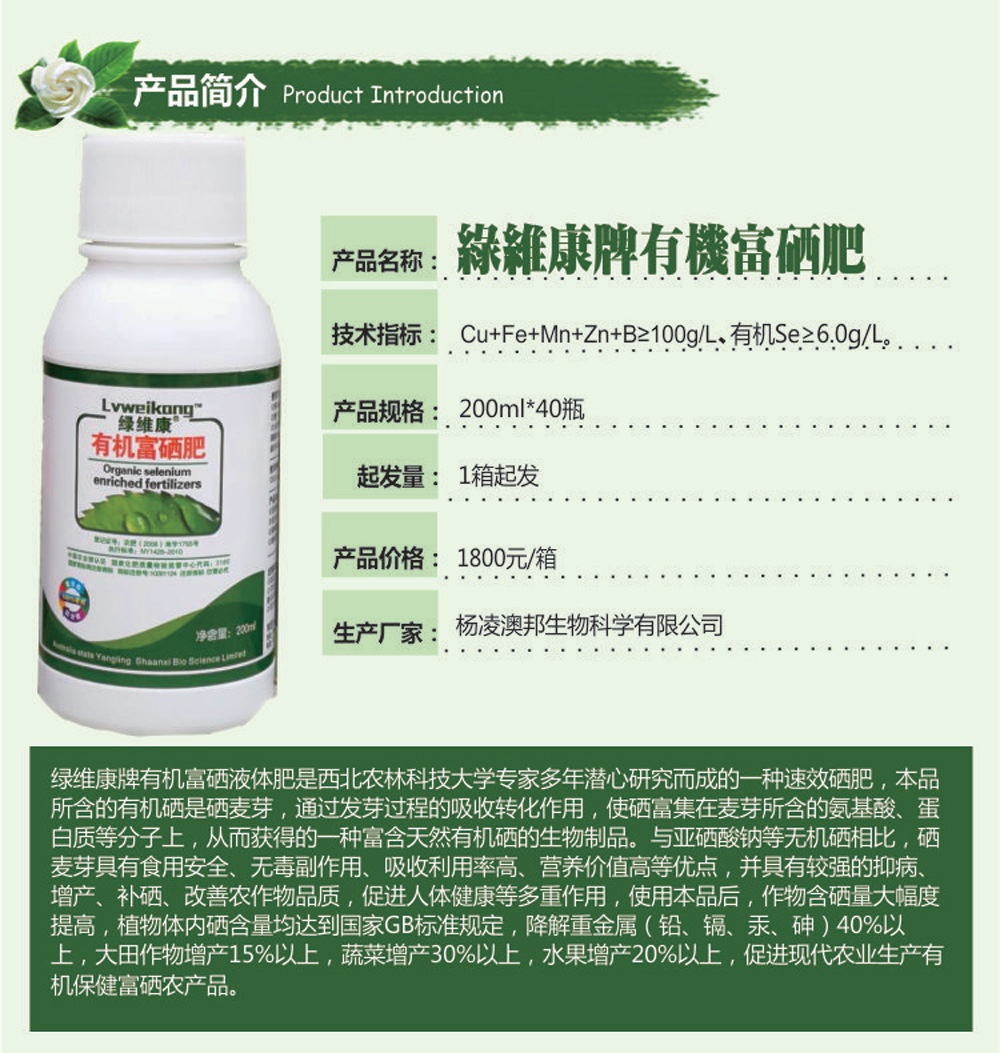 产品简介 Product Introduction
产品名称：綠維康牌有機富硒肥
技术指标：Cu+Fe+Mn+Zn+B≥100g/L、有机Se≥6.0g/L。
产品规格：200ml*40瓶
起发量：1箱起发
产品价格：1800元/箱
生产厂家：杨凌澳邦生物科学有限公司
Lvweikang™
绿维康®
有机富硒肥
Organic selenium
enriched fertilizers
执行标准：NY1428-2010
净含量：200ml
Australia state Yangling Shaanxi Bio Science Limited
绿维康牌有机富硒液体肥是西北农林科技大学专家多年潜心研究而成的一种速效硒肥，本品
所含的有机硒是硒麦芽，通过发芽过程的吸收转化作用，使硒富集在麦芽所含的氨基酸、蛋
白质等分子上，从而获得的一种富含天然有机硒的生物制品。与亚硒酸钠等无机硒相比，硒
麦芽具有食用安全、无毒副作用、吸收利用率高、营养价值高等优点，并具有较强的抑病、
增产、补硒、改善农作物品质，促进人体健康等多重作用，使用本品后，作物含硒量大幅度
提高，植物体内硒含量均达到国家GB标准规定，降解重金属（铅、镉、汞、砷）40%以
上，大田作物增产15%以上，蔬菜增产30%以上，水果增产20%以上，促进现代农业生产有
机保健富硒农产品。